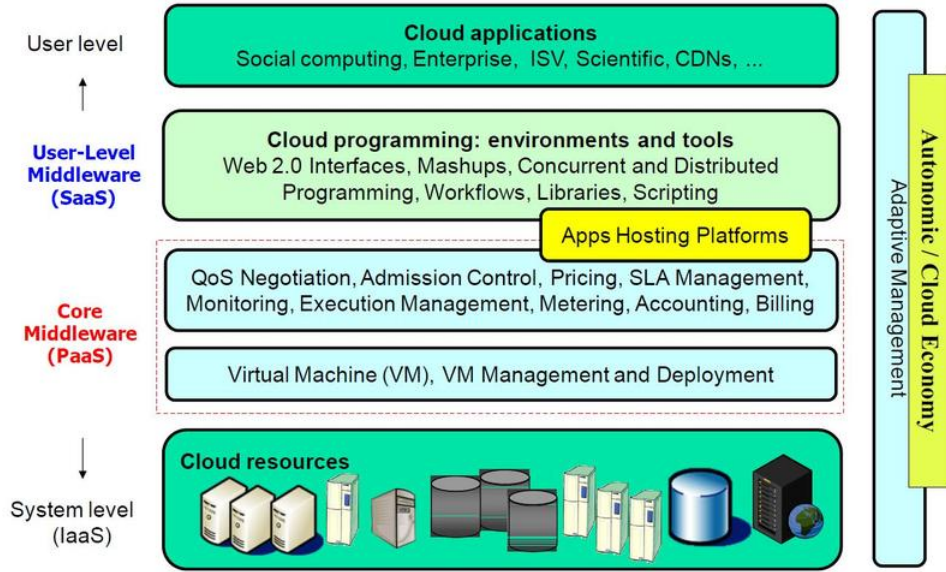 User level
Cloud applications
Social computing, Enterprise, ISV, Scientific, CDNs, ...
User-Level
Middleware
(SaaS)
Cloud programming: environments and tools
Web 2.0 Interfaces, Mashups, Concurrent and Distributed
Programming, Workflows, Libraries, Scripting
Apps Hosting Platforms
Core
Middleware
(PaaS)
QoS Negotiation, Admission Control, Pricing, SLA Management,
Monitoring, Execution Management, Metering, Accounting, Billing
Virtual Machine (VM), VM Management and Deployment
System level
(IaaS)
Cloud resources
Adaptive Management
Autonomic / Cloud Economy